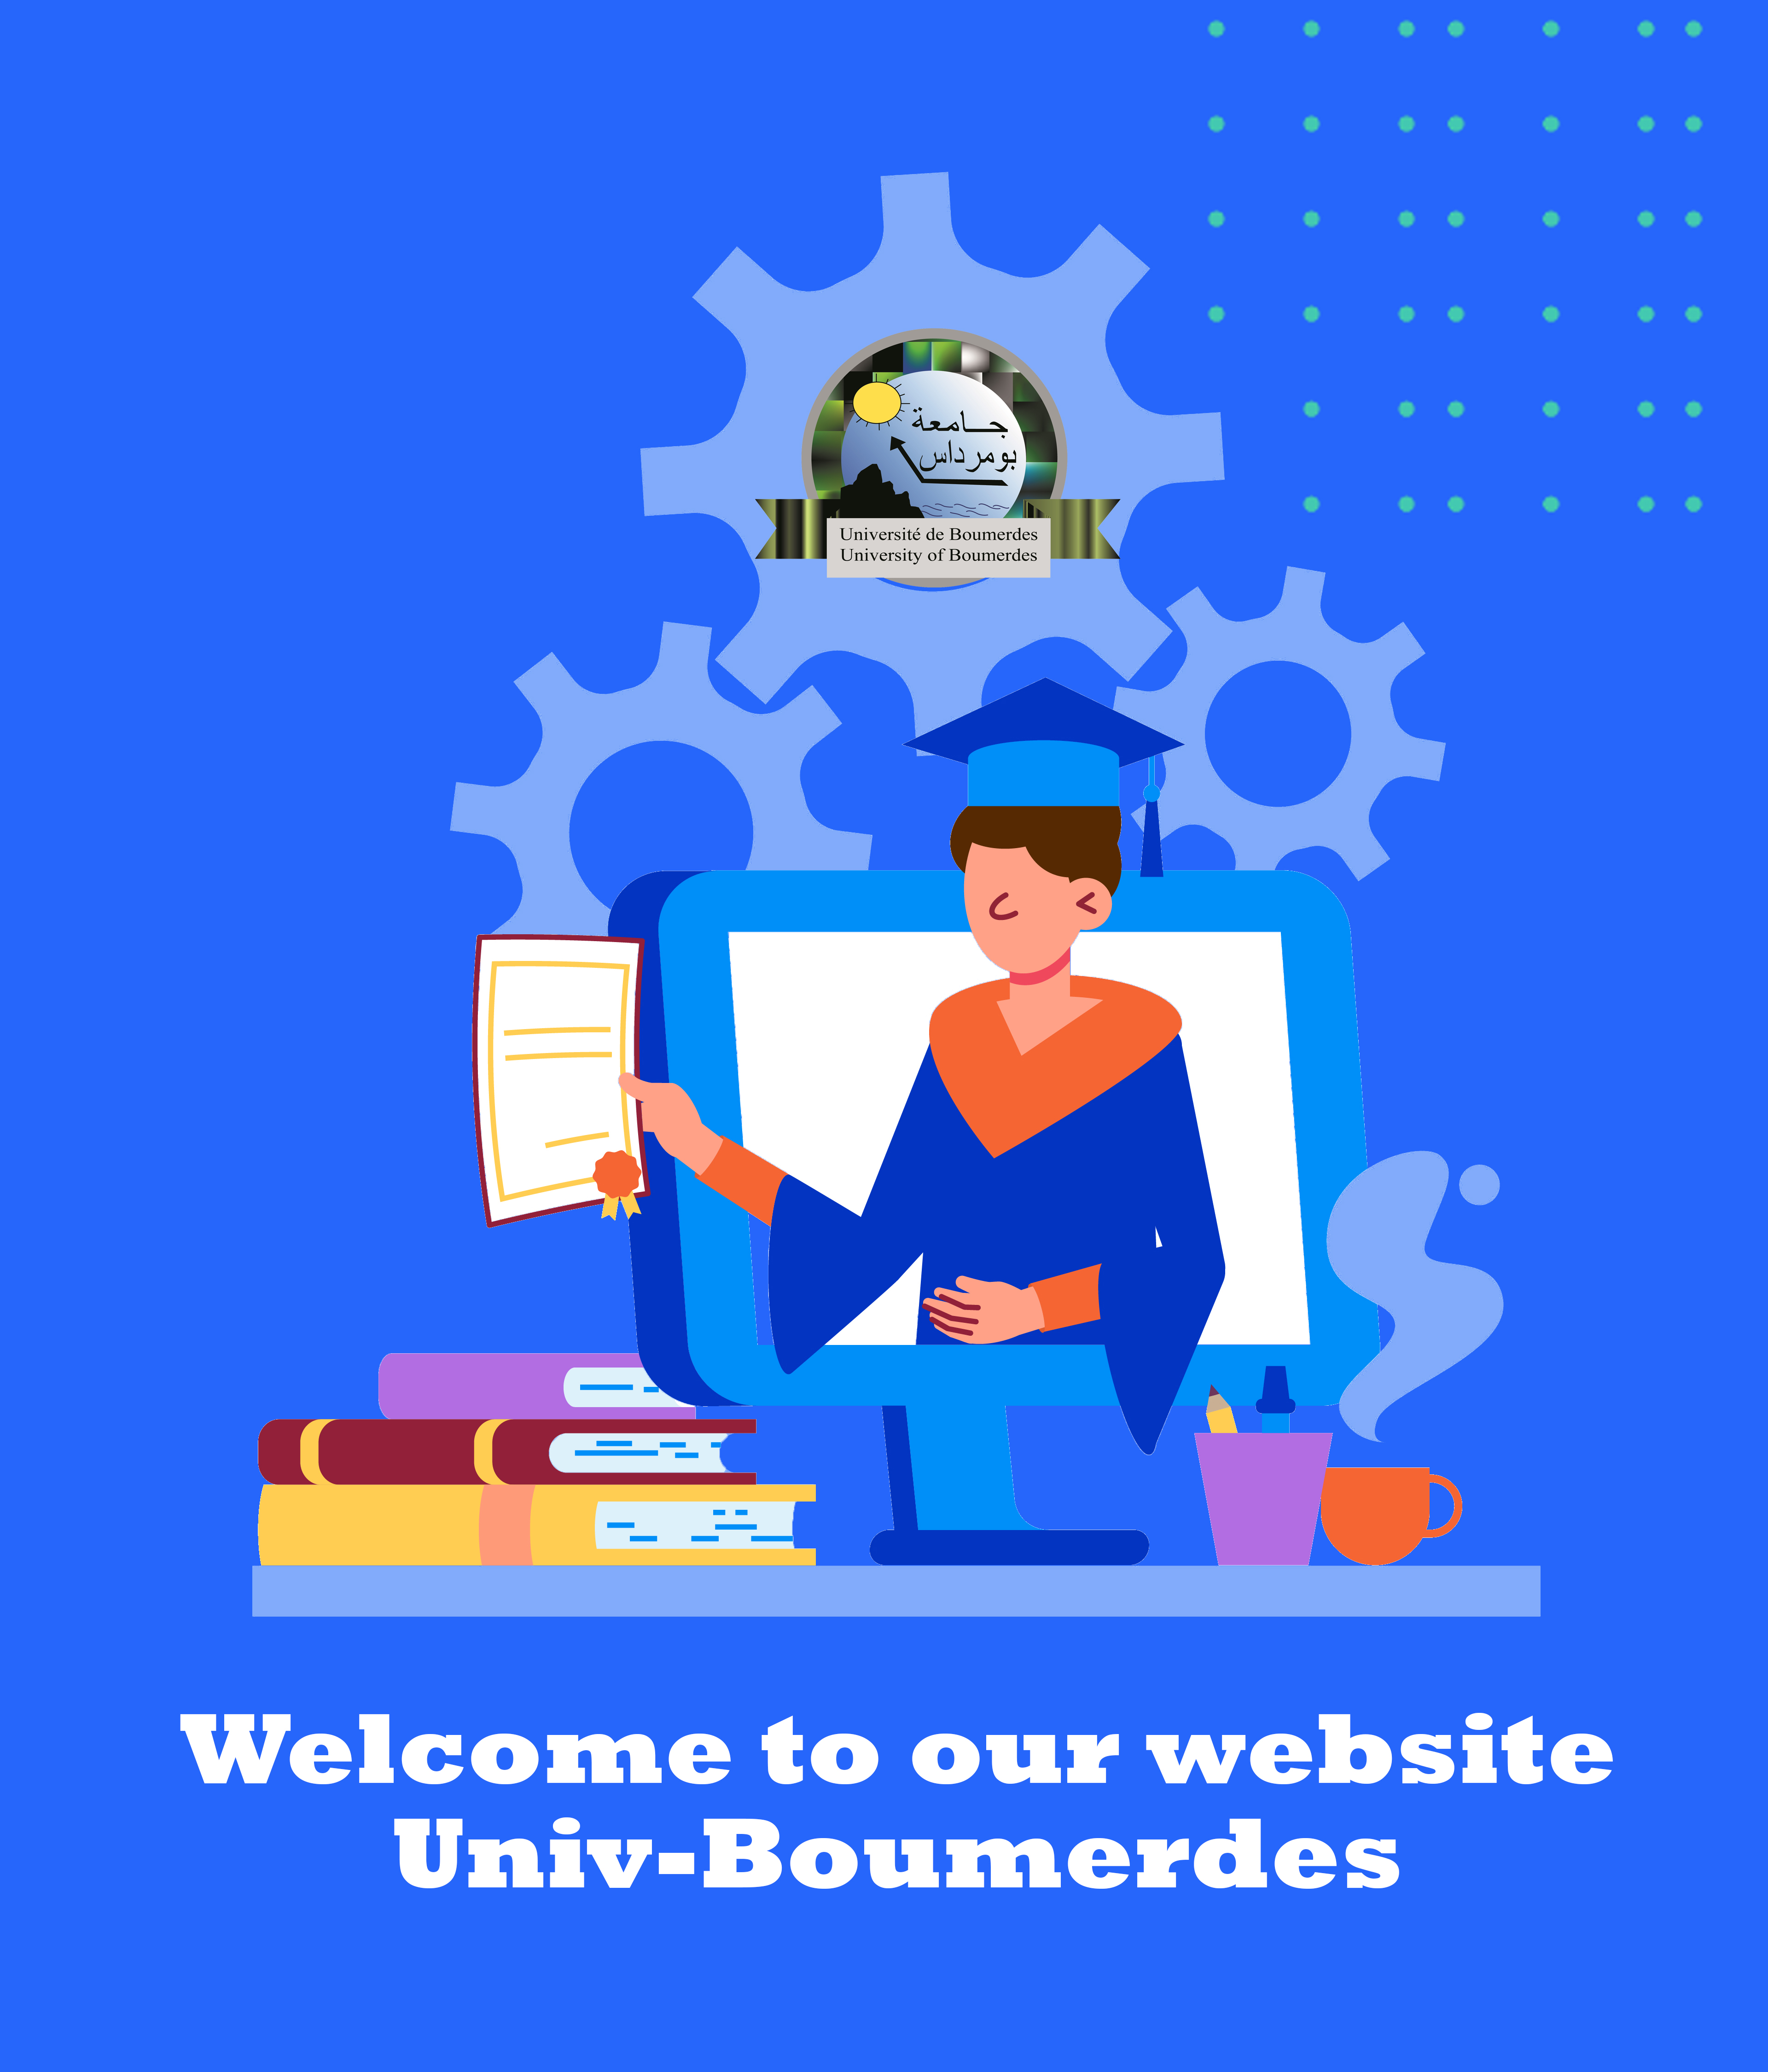 جامعة
بومرداس
Université de Boumerdes
University of Boumerdes
Welcome to our website
Univ-Boumerdes